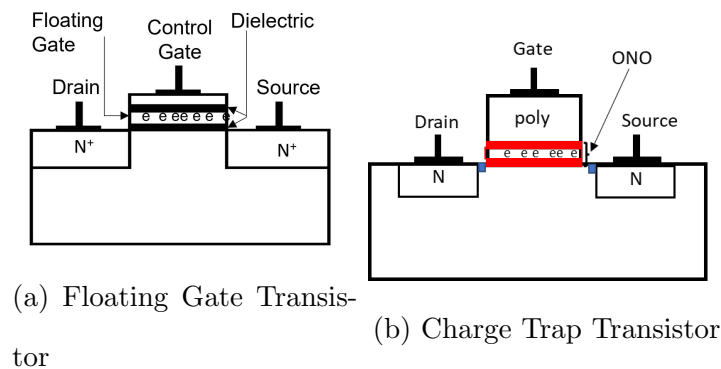 Floating
Gate
Control
Gate
Dielectric
Drain
Source
e e ee e e e
N+
N+
(a) Floating Gate Transis-
tor
Gate
ONO
poly
Drain
Source
e e e ee e
N
N
(b) Charge Trap Transistor